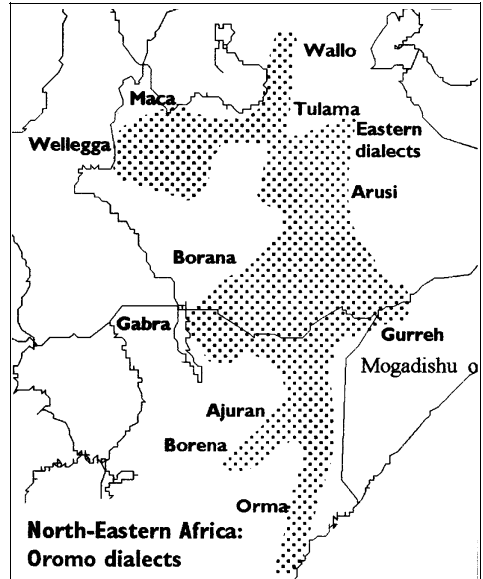 Wallo
Maca
Tulama
Eastern
dialects
Wellegga
Arusi
Borana
Gabra
Gurreh
Mogadishu
Ajuran
Borena
Orma
North-Eastern Africa:
Oromo dialects